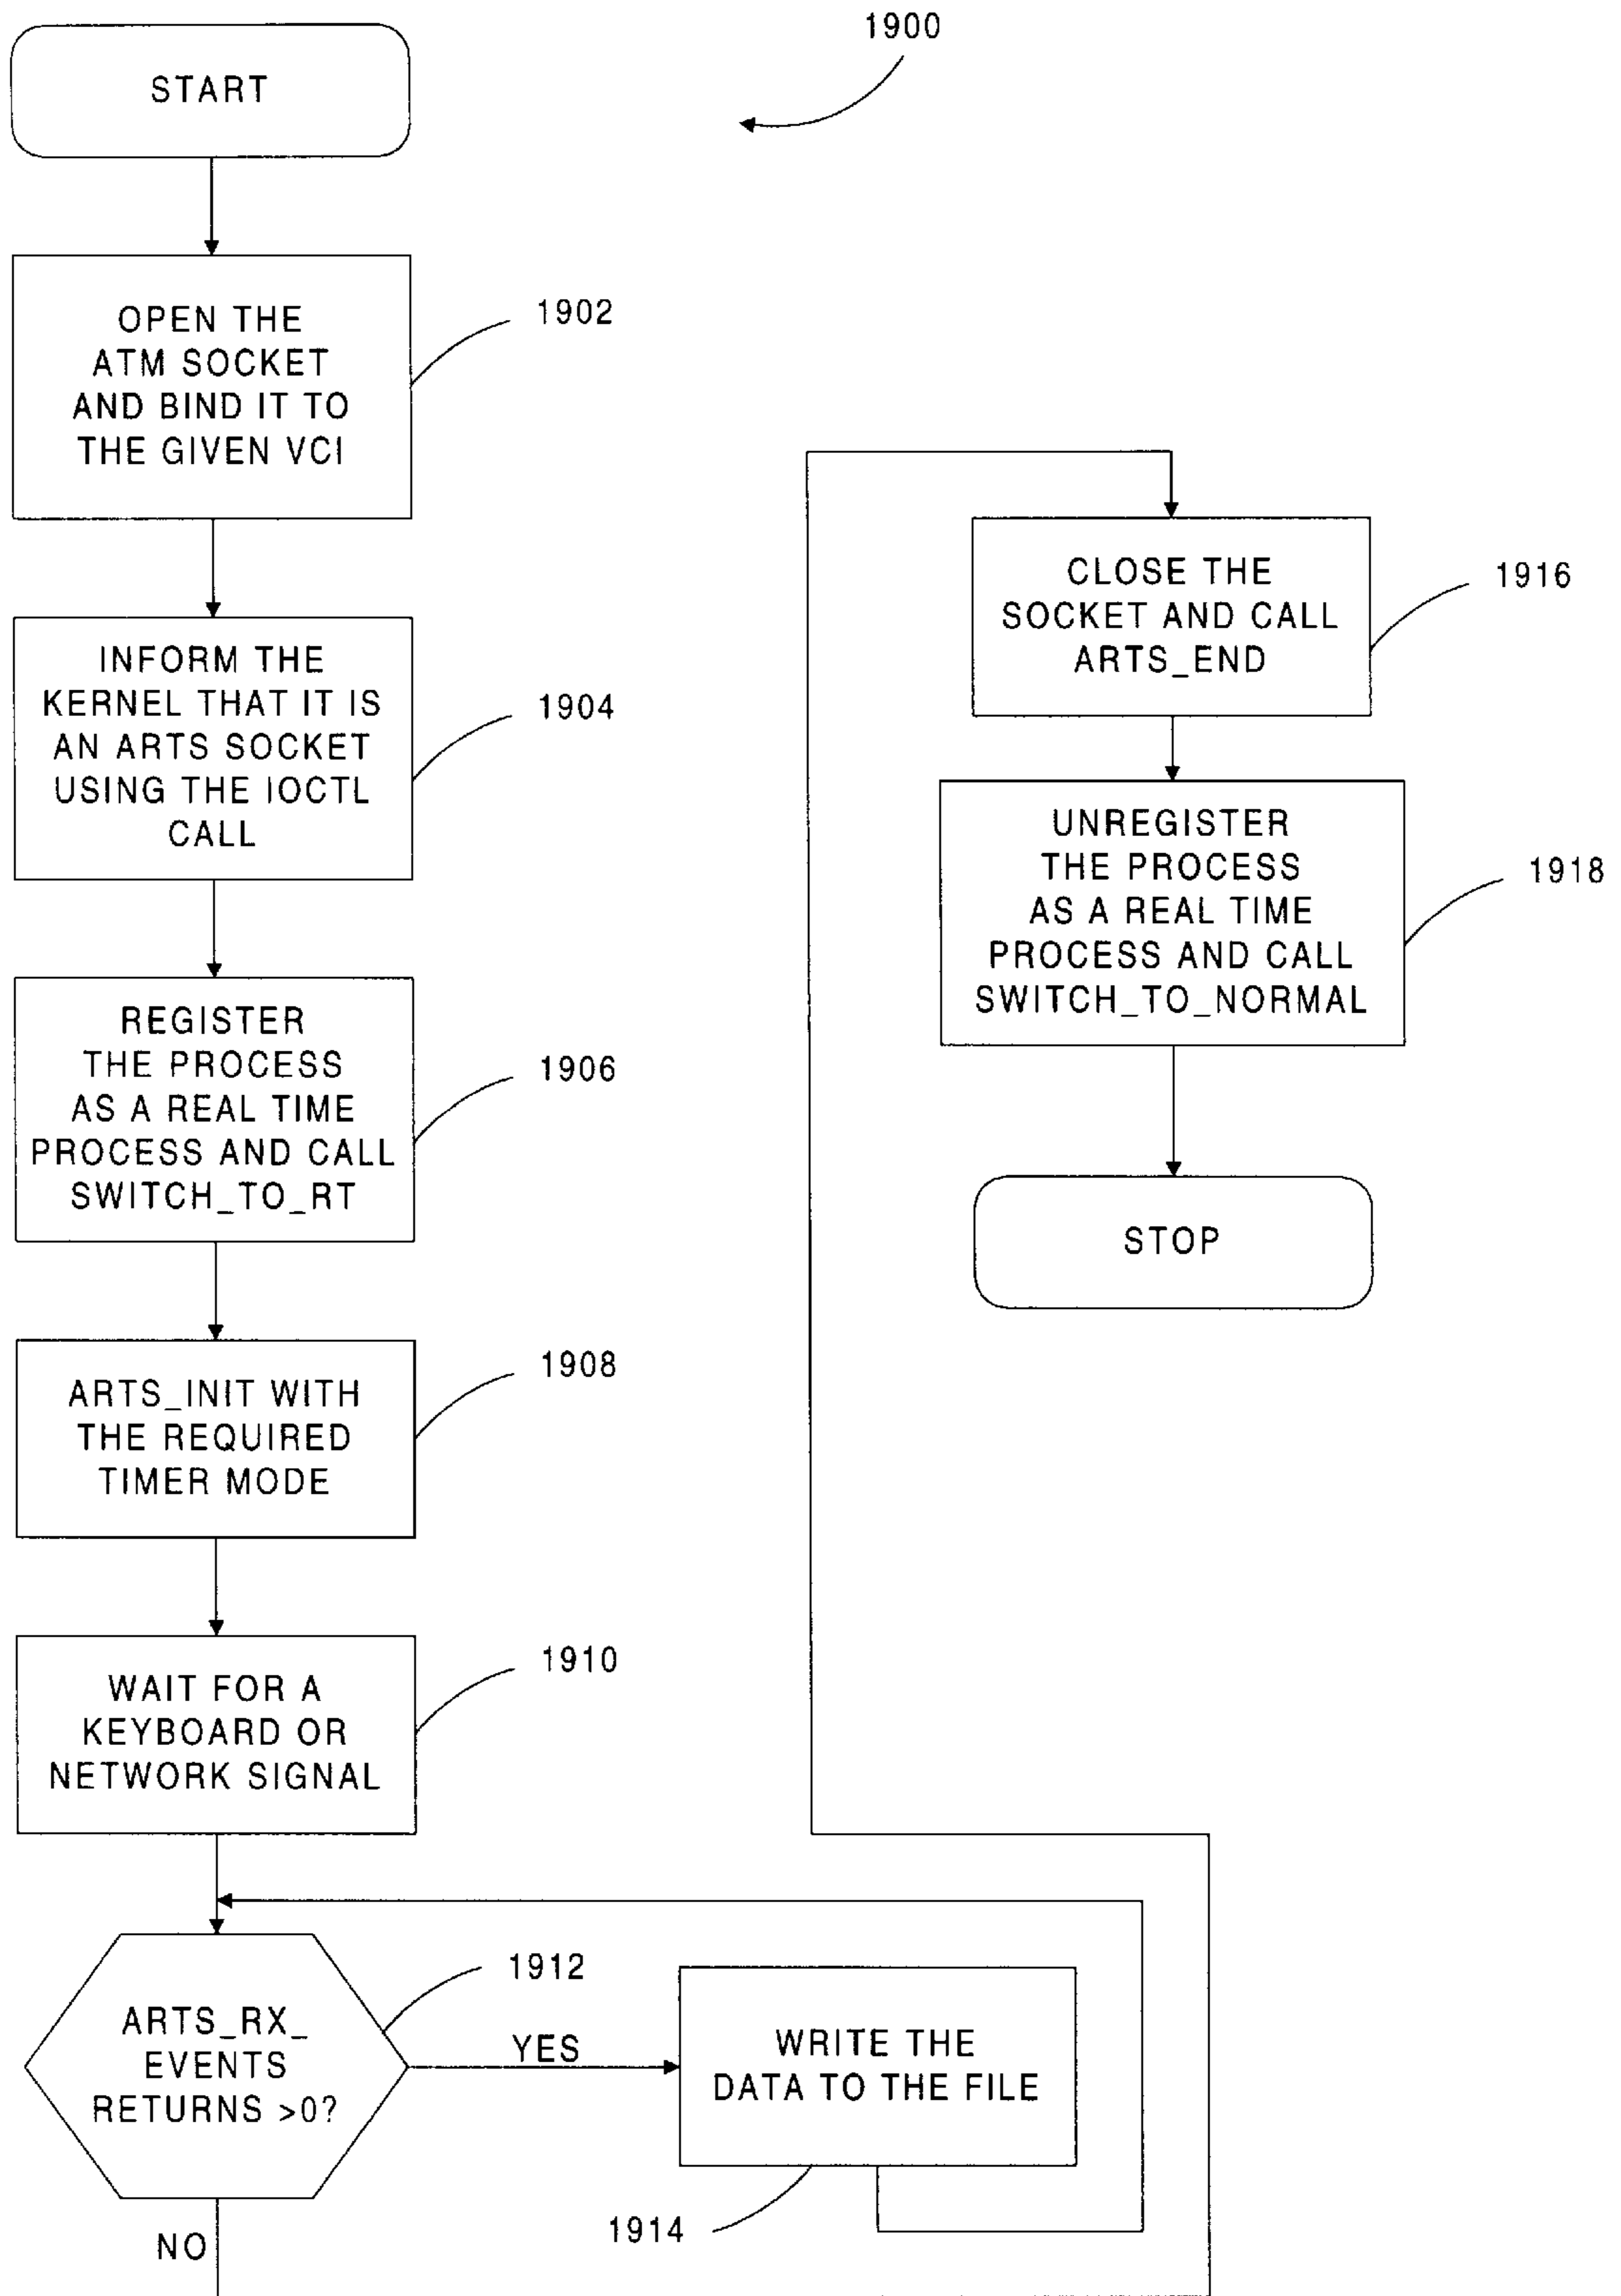 1900
START
OPEN THE
ATM SOCKET
AND BIND IT TO
THE GIVEN VCI
1902
INFORM THE
KERNEL THAT IT IS
AN ARTS SOCKET
USING THE IOCTL
CALL
1904
REGISTER
THE PROCESS
AS A REAL TIME
PROCESS AND CALL
SWITCH_TO_RT
1906
ARTS_INIT WITH
THE REQUIRED
TIMER MODE
1908
WAIT FOR A
KEYBOARD OR
NETWORK SIGNAL
1910
ARTS_RX_
EVENTS
RETURNS >0?
1912
YES
WRITE THE
DATA TO THE FILE
1914
NO
CLOSE THE
SOCKET AND CALL
ARTS_END
1916
UNREGISTER
THE PROCESS
AS A REAL TIME
PROCESS AND CALL
SWITCH_TO_NORMAL
1918
STOP